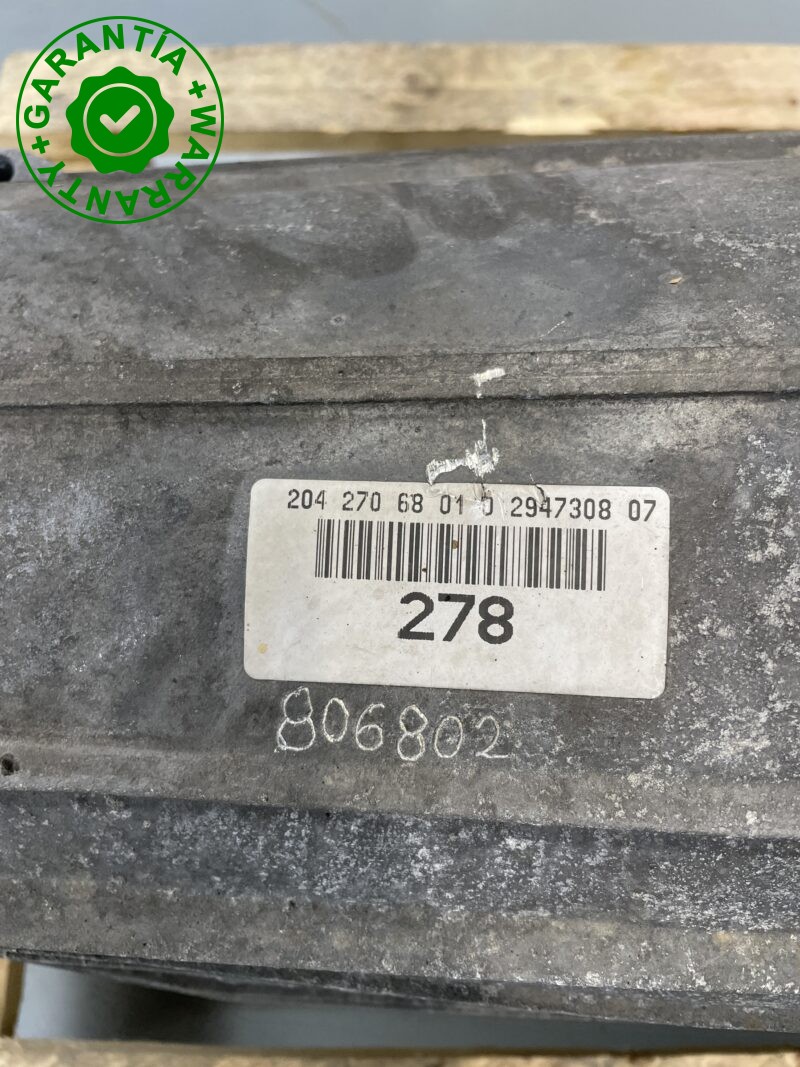 GARANTÍA + WARRANTY +
204 270 68 01 0 2947308 07
278
806802